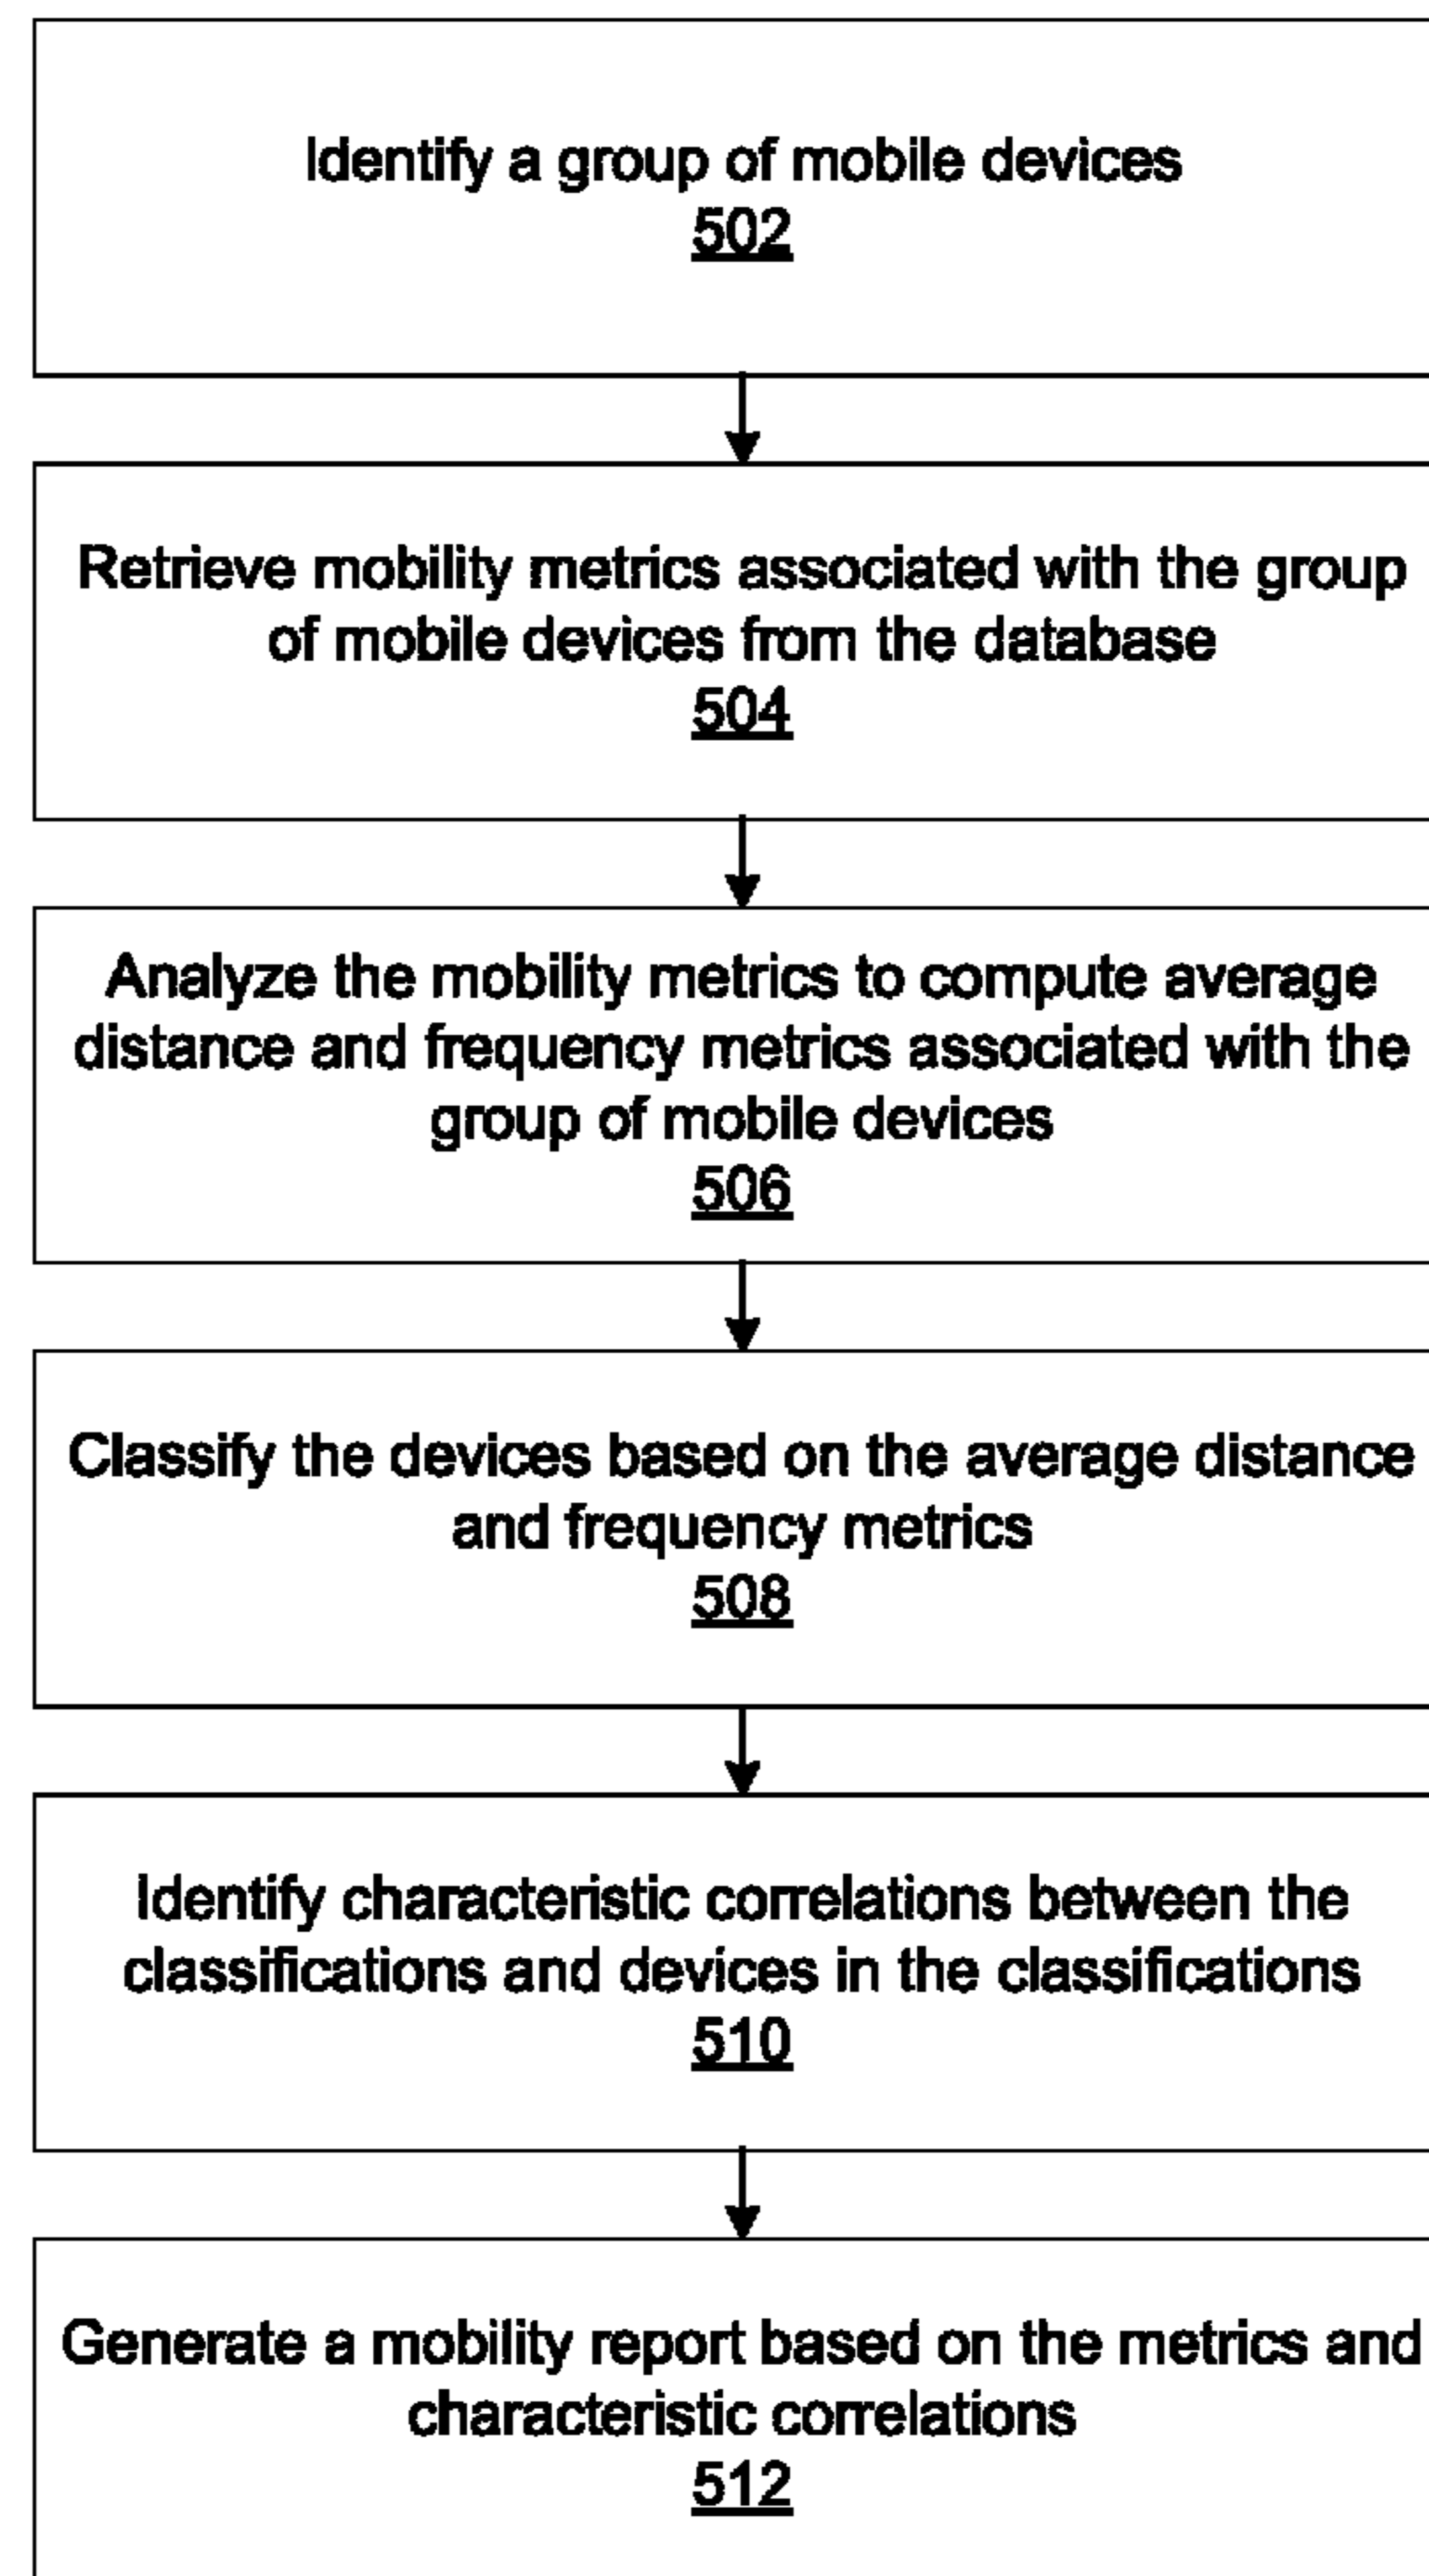 Identify a group of mobile devices
502
Retrieve mobility metrics associated with the group
of mobile devices from the database
504
Analyze the mobility metrics to compute average
distance and frequency metrics associated with the
group of mobile devices
506
Classify the devices based on the average distance
and frequency metrics
508
Identify characteristic correlations between the
classifications and devices in the classifications
510
Generate a mobility report based on the metrics and
characteristic correlations
512